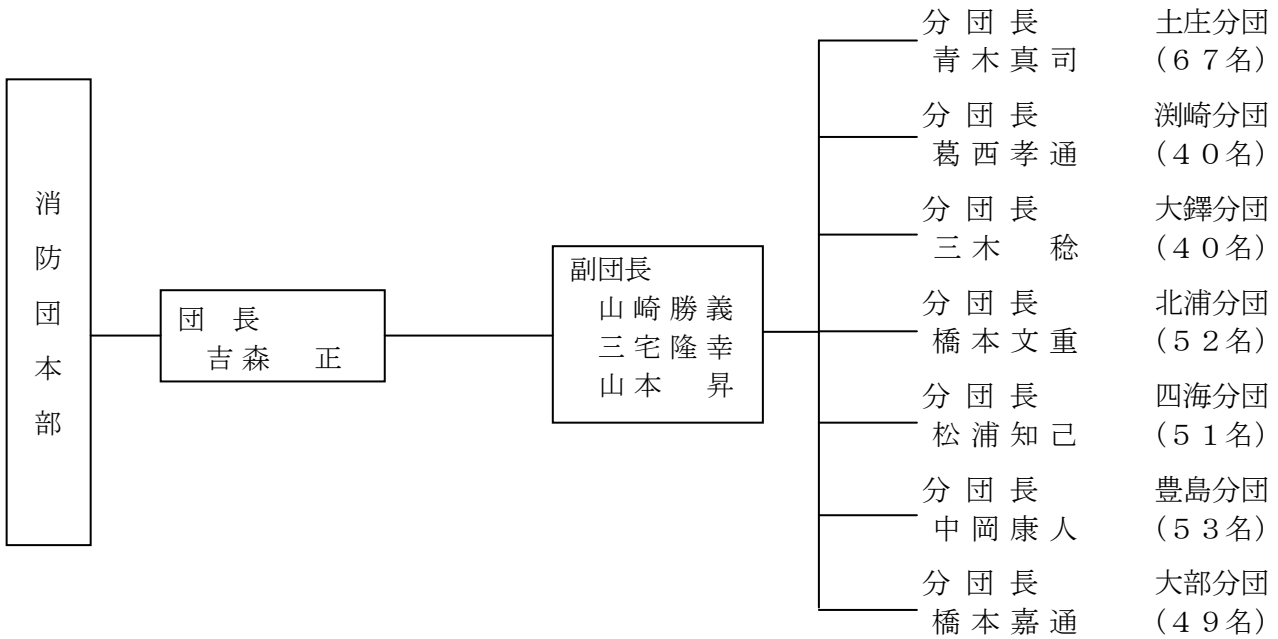 消防団本部
団　長
吉森　正
副団長
山崎勝義
三宅隆幸
山本　昇
分団長　土庄分団
青木真司　(６７名)
分団長　渕崎分団
葛西孝通　(４０名)
分団長　大鐸分団
三木　稔　(４０名)
分団長　北浦分団
橋本文重　(５２名)
分団長　四海分団
松浦知己　(５１名)
分団長　豊島分団
中岡康人　(５３名)
分団長　大部分団
橋本嘉通　(４９名)